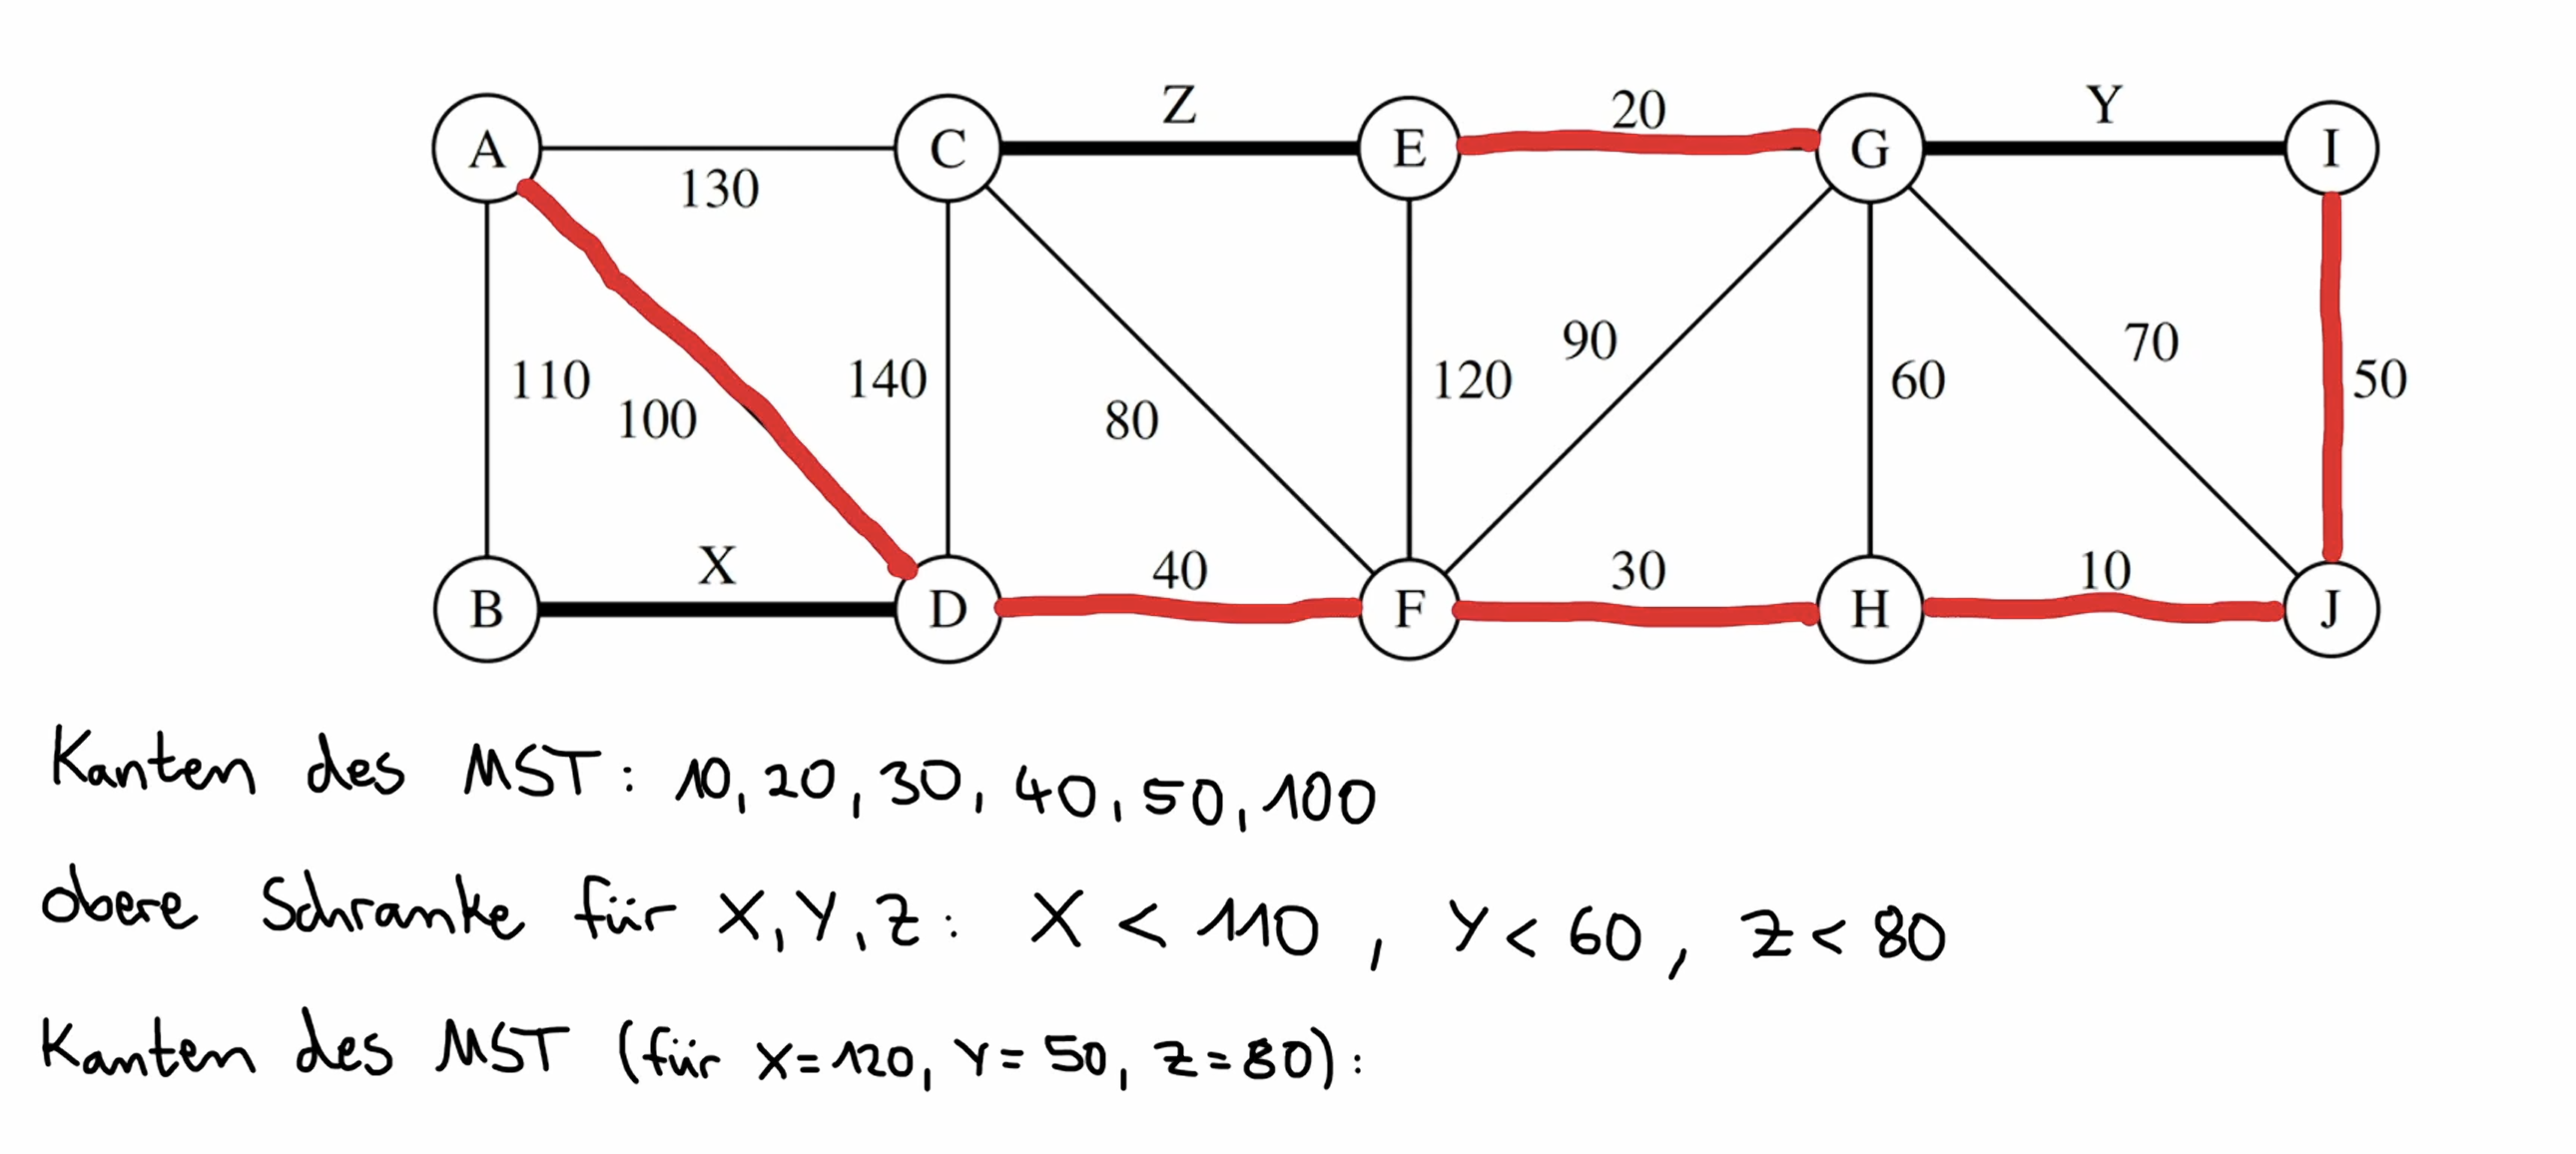 Z 20 Y
A C E G I
130
110 100 140 80 120 90 60 70 50
X 40 30 10
B D F H J
Kanten des MST: 10, 20, 30, 40, 50, 100
obere Schranke für X, Y, Z: X < 110, Y < 60, Z < 80
Kanten des MST (für X=120, Y=50, Z=80):